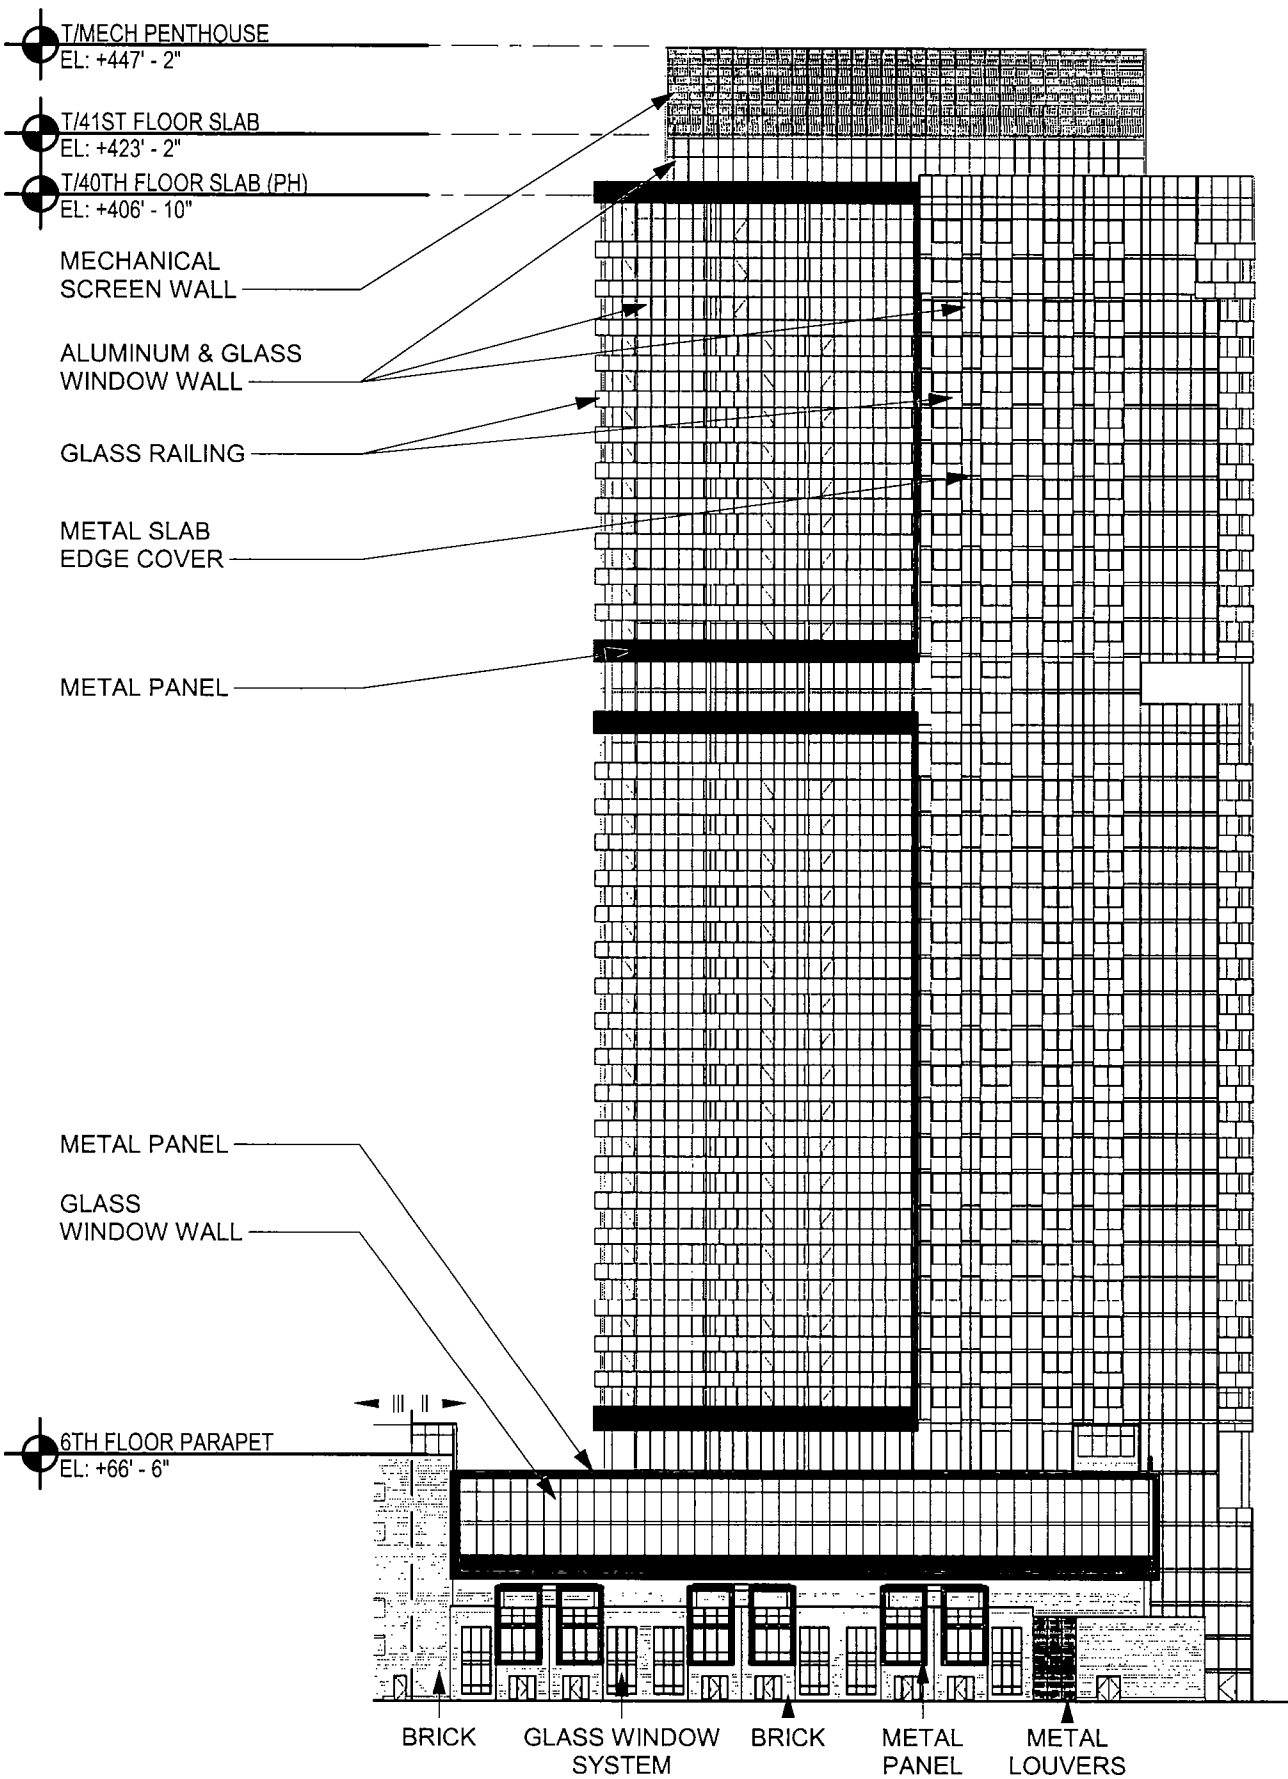 T/MECH PENTHOUSE
EL: +447' - 2"
T/41ST FLOOR SLAB
EL: +423' - 2"
T/40TH FLOOR SLAB (PH)
EL: +406' - 10"
MECHANICAL
SCREEN WALL
ALUMINUM & GLASS
WINDOW WALL
GLASS RAILING
METAL SLAB
EDGE COVER
METAL PANEL
METAL PANEL
GLASS
WINDOW WALL
III II
6TH FLOOR PARAPET
EL: +66' - 6"
BRICK
GLASS WINDOW
SYSTEM
BRICK
METAL
PANEL
METAL
LOUVERS